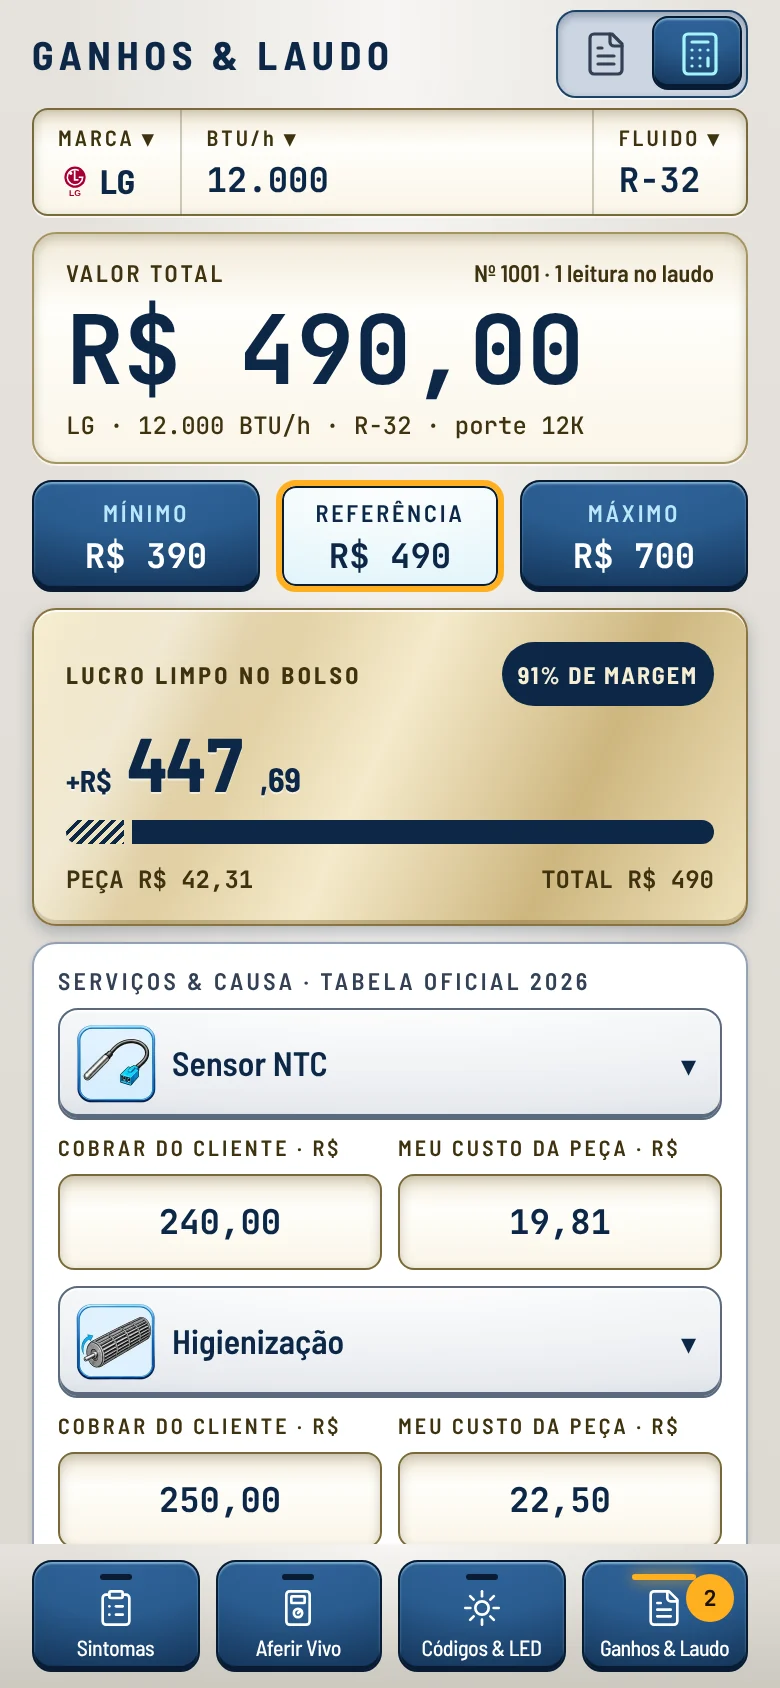 GANHOS & LAUDO
MARCA ▼
BTU/h ▼
FLUIDO ▼
LG LG
12.000
R-32
VALOR TOTAL
Nº 1001 · 1 leitura no laudo
R$ 490,00
LG · 12.000 BTU/h · R-32 · porte 12K
MÍNIMO
R$ 390
REFERÊNCIA
R$ 490
MÁXIMO
R$ 700
LUCRO LIMPO NO BOLSO
91% DE MARGEM
+R$ 447 ,69
PEÇA R$ 42,31
TOTAL R$ 490
SERVIÇOS & CAUSA · TABELA OFICIAL 2026
Sensor NTC ▼
COBRAR DO CLIENTE · R$
MEU CUSTO DA PEÇA · R$
240,00
19,81
Higienização ▼
COBRAR DO CLIENTE · R$
MEU CUSTO DA PEÇA · R$
250,00
22,50
Sintomas
Aferir Vivo
Códigos & LED
2
Ganhos & Laudo